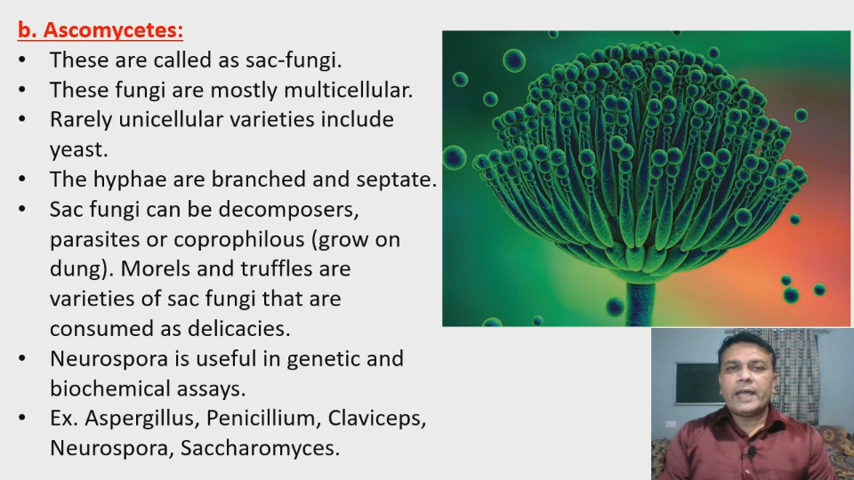 b. Ascomycetes:
• These are called as sac-fungi.
• These fungi are mostly multicellular.
• Rarely unicellular varieties include
yeast.
• The hyphae are branched and septate.
• Sac fungi can be decomposers,
parasites or coprophilous (grow on
dung). Morels and truffles are
varieties of sac fungi that are
consumed as delicacies.
• Neurospora is useful in genetic and
biochemical assays.
• Ex. Aspergillus, Penicillium, Claviceps,
Neurospora, Saccharomyces.